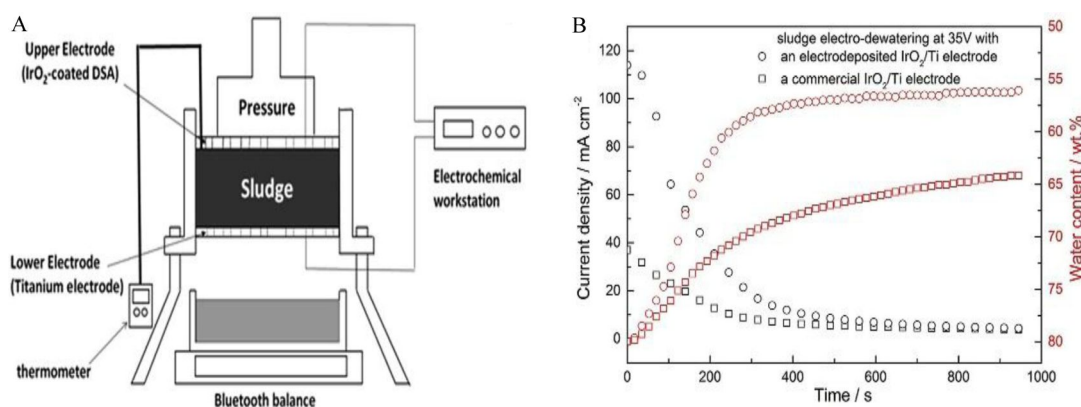 A
Upper Electrode
(IrO₂-coated DSA)
Pressure
Sludge
Electrochemical
workstation
Lower Electrode
(Titanium electrode)
thermometer
Bluetooth balance
B
sludge electro-dewatering at 35V with
○ an electrodeposited IrO₂/Ti electrode
□ a commercial IrO₂/Ti electrode
Current density / mA cm⁻²
120
100
80
60
40
20
0
Water content / wt.%
50
55
60
65
70
75
80
0 200 400 600 800 1000
Time / s